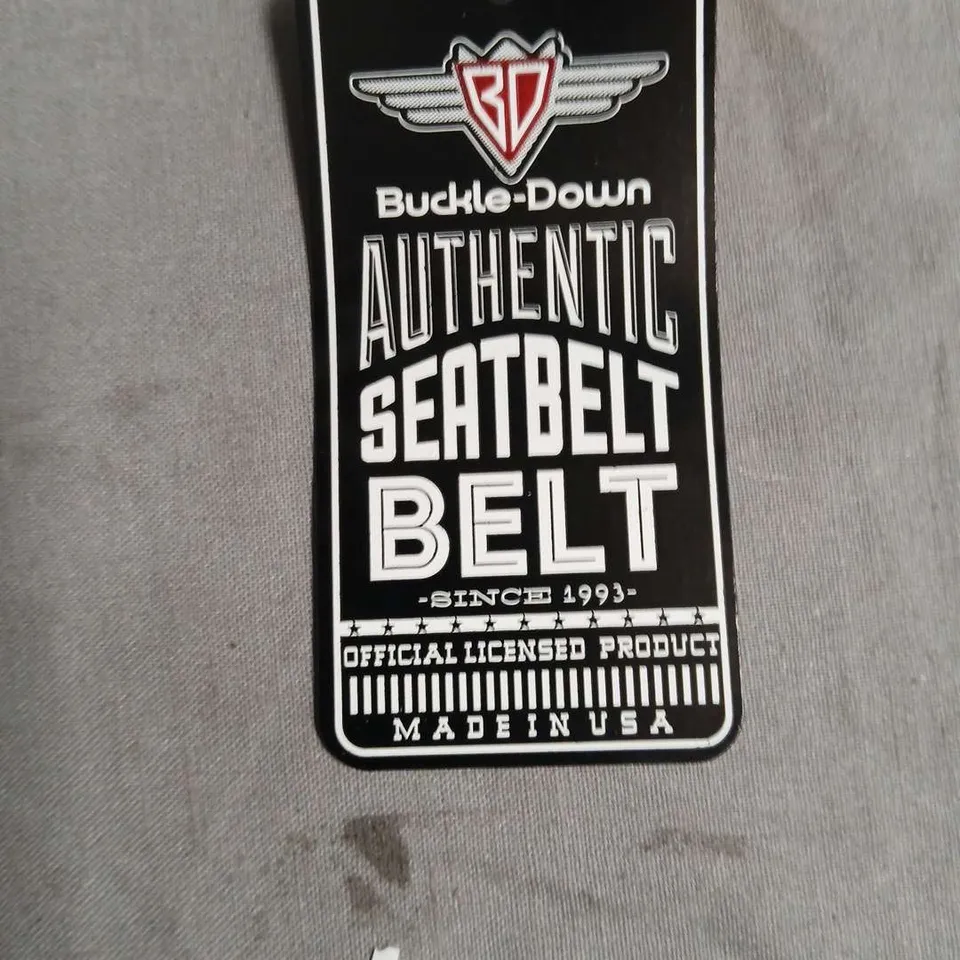 BD
Buckle-Down
AUTHENTIC
SEATBELT
BELT
-SINCE 1993-
OFFICIAL LICENSED PRODUCT
MADE IN USA